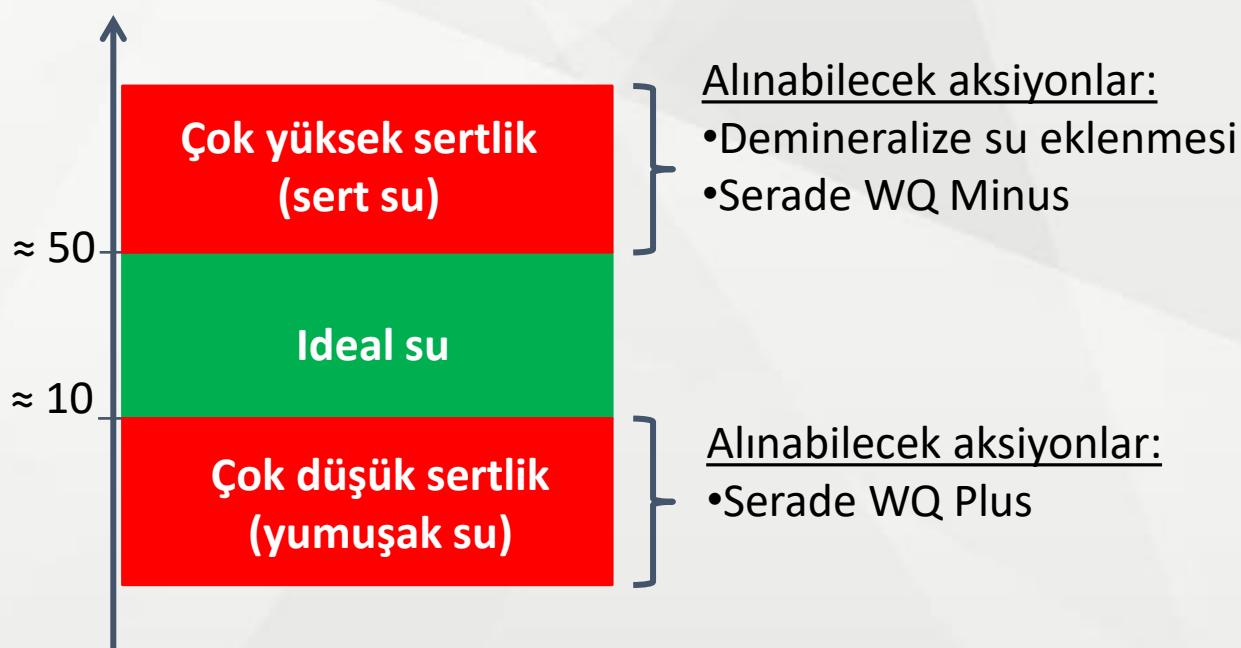 Çok yüksek sertlik
(sert su)
Alınabilecek aksiyonlar:
•Demineralize su eklenmesi
•Serade WQ Minus
≈ 50
Ideal su
≈ 10
Çok düşük sertlik
(yumuşak su)
Alınabilecek aksiyonlar:
•Serade WQ Plus